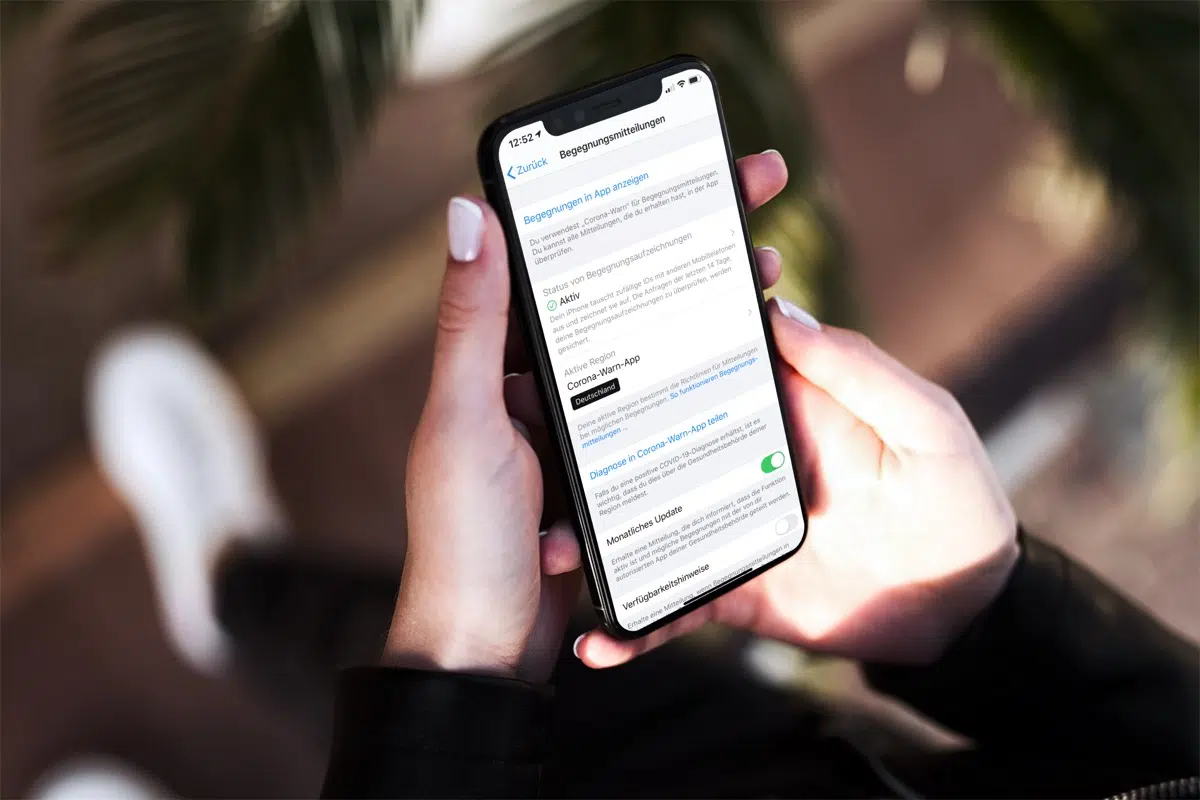 12:52
Zurück
Begegnungsmitteilungen
Begegnungen in App anzeigen
Du verwendest „Corona-Warn“ für Begegnungsmitteilungen.
Du kannst alle Mitteilungen, die du erhalten hast, in der App
überprüfen.
Status von Begegnungsaufzeichnungen
Aktiv
Dein iPhone tauscht zufällige IDs mit anderen Mobiltelefonen
aus und zeichnet sie auf. Die Anfragen der letzten 14 Tage,
deine Begegnungsaufzeichnungen zu überprüfen, werden
gesichert.
Aktive Region
Corona-Warn-App
Deutschland
Deine aktive Region bestimmt die Richtlinien für Mitteilungen
bei möglichen Begegnungen. So funktionieren Begegnungs-
mitteilungen ...
Diagnose in Corona-Warn-App teilen
Falls du eine positive COVID-19-Diagnose erhältst, ist es
wichtig, dass du dies über die Gesundheitsbehörde deiner
Region meldest.
Monatliches Update
Erhalte eine Mitteilung, die dich informiert, dass die Funktion
aktiv ist und mögliche Begegnungen mit der von dir
autorisierten App deiner Gesundheitsbehörde geteilt werden.
Verfügbarkeitshinweise
Erhalte eine Mitteilung, wenn Begegnungsmitteilungen in